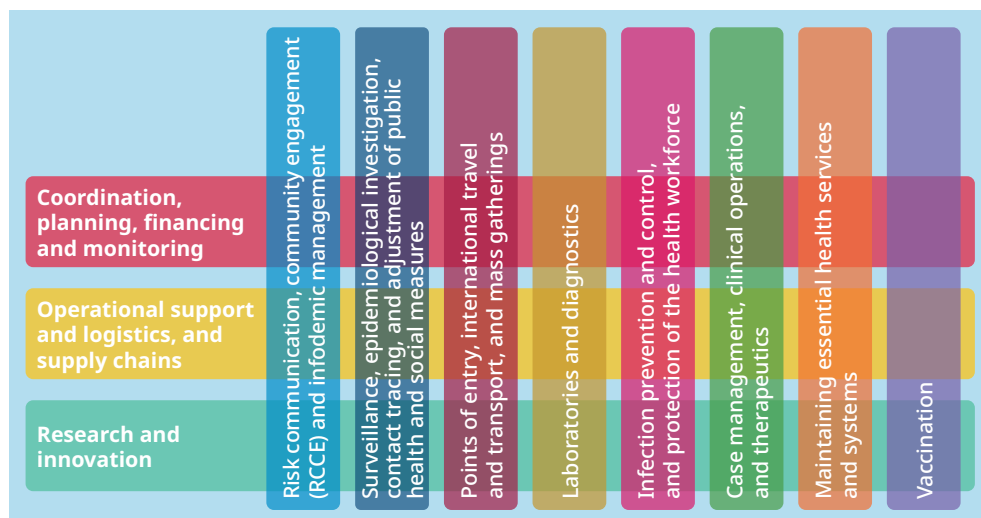 Coordination,
planning, financing
and monitoring
Operational support
and logistics, and
supply chains
Research and
innovation
Risk communication, community engagement
(RCCE) and infodemic management
Surveillance, epidemiological investigation,
contact tracing, and adjustment of public
health and social measures
Points of entry, international travel
and transport, and mass gatherings
Laboratories and diagnostics
Infection prevention and control,
and protection of the health workforce
Case management, clinical operations,
and therapeutics
Maintaining essential health services
and systems
Vaccination